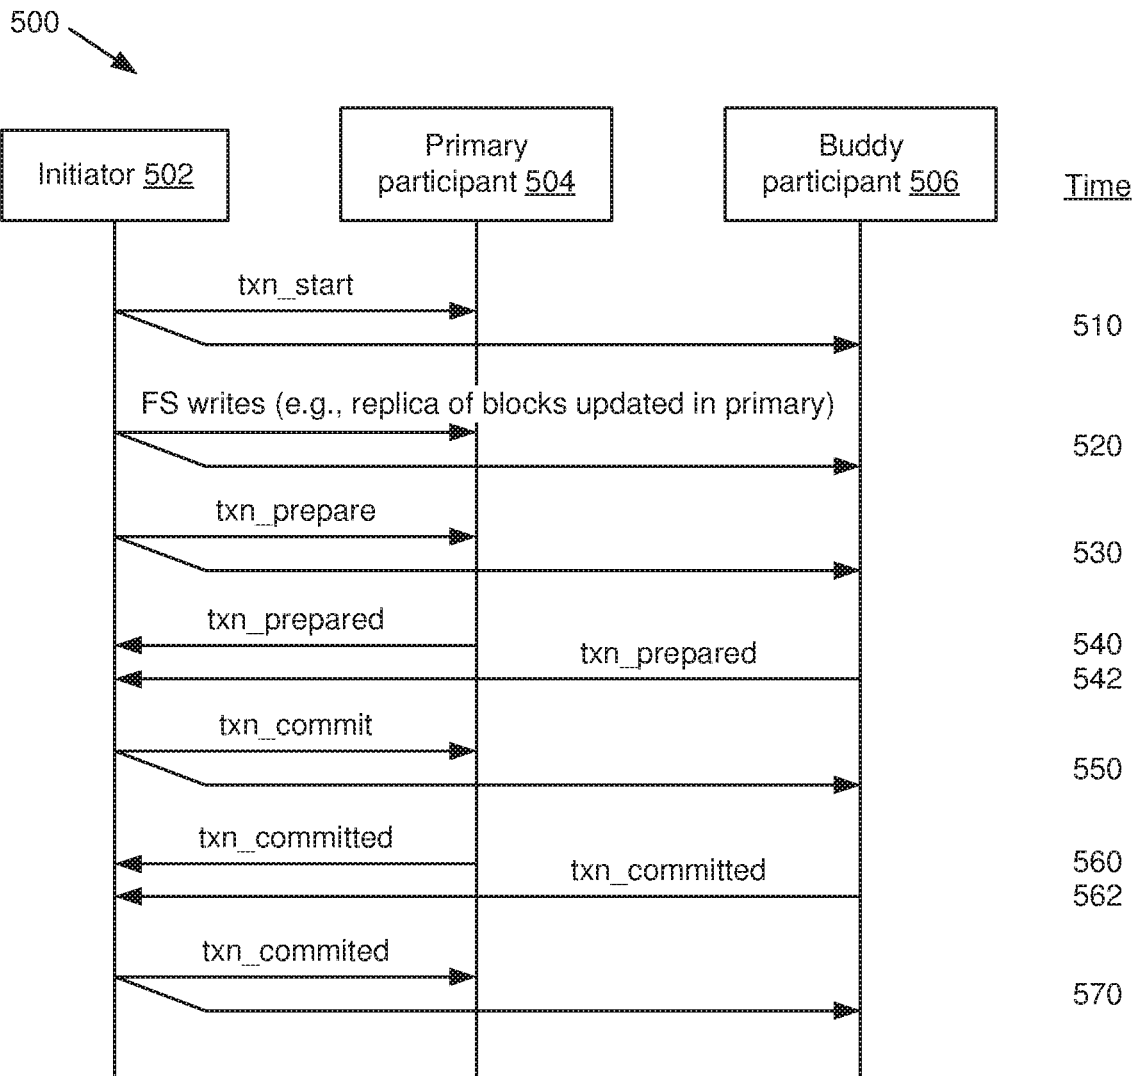 500
Initiator 502
Primary
participant 504
Buddy
participant 506
Time
txn_start
510
FS writes (e.g., replica of blocks updated in primary)
520
txn_prepare
530
txn_prepared
540
txn_prepared
542
txn_commit
550
txn_committed
560
txn_committed
562
txn_commited
570